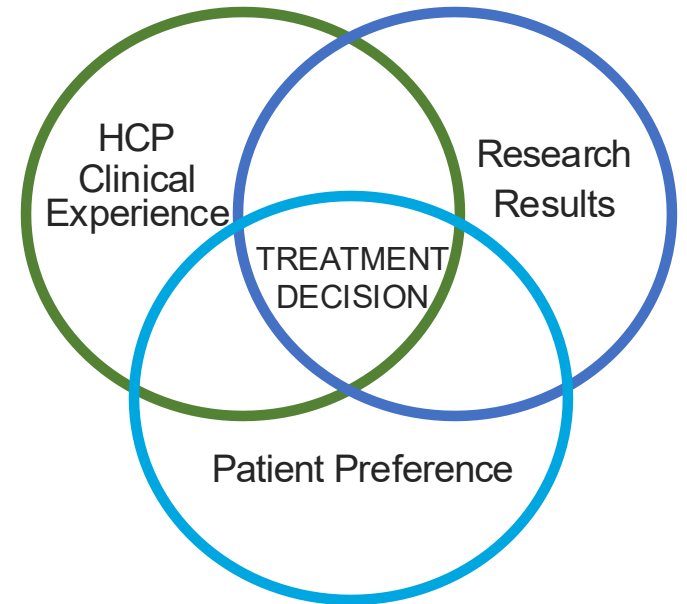 HCP
Clinical
Experience
Research
Results
TREATMENT
DECISION
Patient Preference